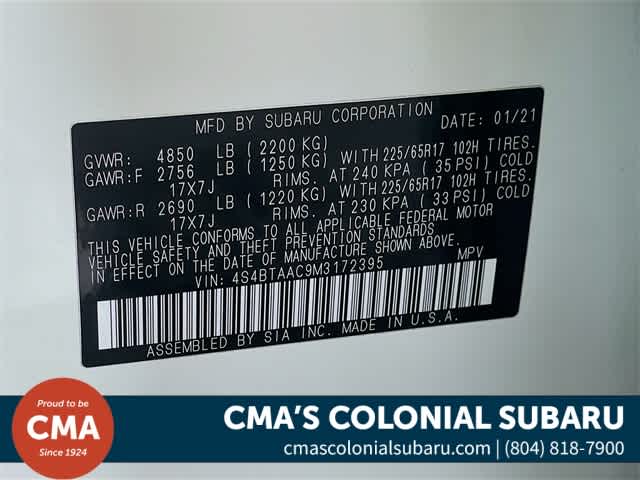 MFD BY SUBARU CORPORATION DATE: 01/21
GVWR: 4850 LB (2200 KG)
GAWR:F 2756 LB (1250 KG) WITH 225/65R17 102H TIRES.
17X7J RIMS. AT 240 KPA ( 35 PSI) COLD
GAWR:R 2690 LB (1220 KG) WITH 225/65R17 102H TIRES.
17X7J RIMS. AT 230 KPA ( 33 PSI) COLD
THIS VEHICLE CONFORMS TO ALL APPLICABLE FEDERAL MOTOR
VEHICLE SAFETY AND THEFT PREVENTION STANDARDS
IN EFFECT ON THE DATE OF MANUFACTURE SHOWN ABOVE.
VIN: 4S4BTAAC9M3172395 MPV
ASSEMBLED BY SIA INC. MADE IN U.S.A.
Proud to be
CMA
Since 1924
CMA'S COLONIAL SUBARU
cmascolonialsubaru.com | (804) 818-7900